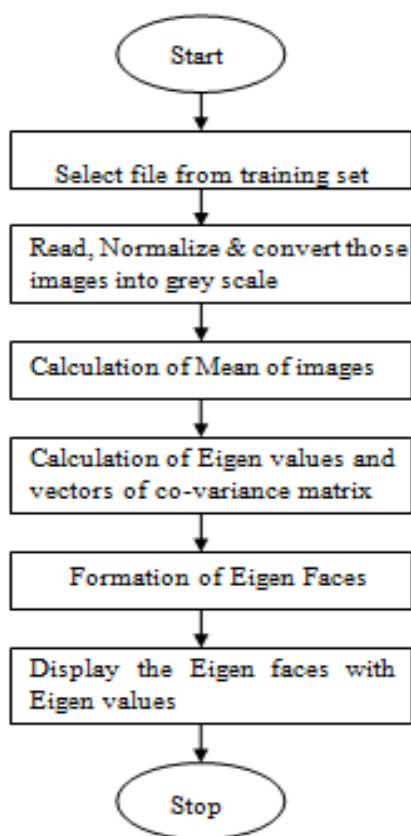 Start
Select file from training set
Read, Normalize & convert those
images into grey scale
Calculation of Mean of images
Calculation of Eigen values and
vectors of co-variance matrix
Formation of Eigen Faces
Display the Eigen faces with
Eigen values
Stop